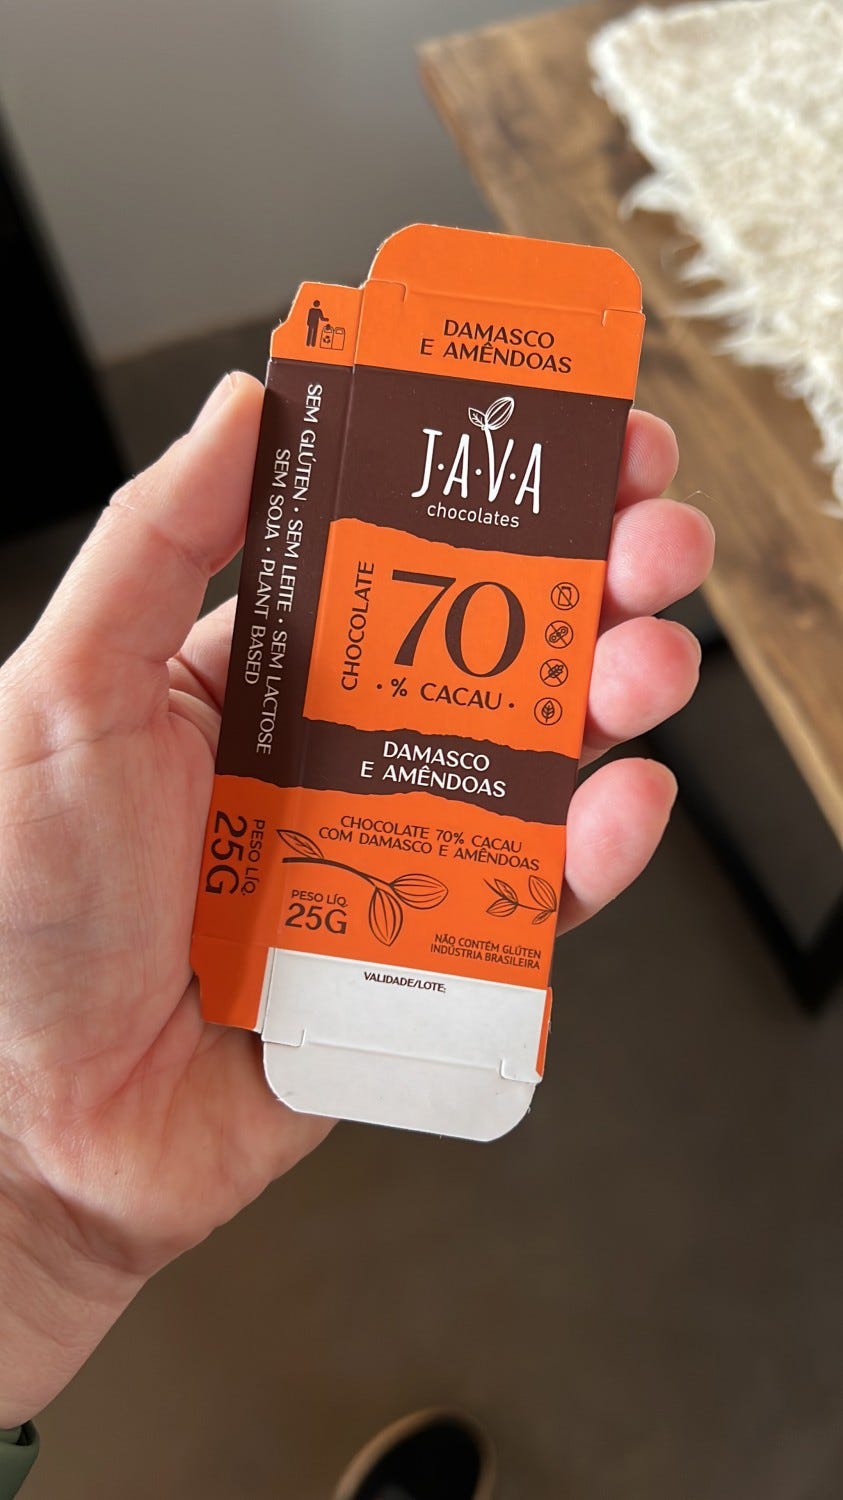 DAMASCO
E AMÊNDOAS
J.A.V.A
chocolates
CHOCOLATE
70
· % CACAU ·
DAMASCO
E AMÊNDOAS
CHOCOLATE 70% CACAU
COM DAMASCO E AMÊNDOAS
PESO LÍQ.
25G
NÃO CONTÉM GLÚTEN
INDÚSTRIA BRASILEIRA
VALIDADE/LOTE:
SEM GLÚTEN · SEM LEITE · SEM LACTOSE
SEM SOJA · PLANT BASED
PESO LÍQ.
25G